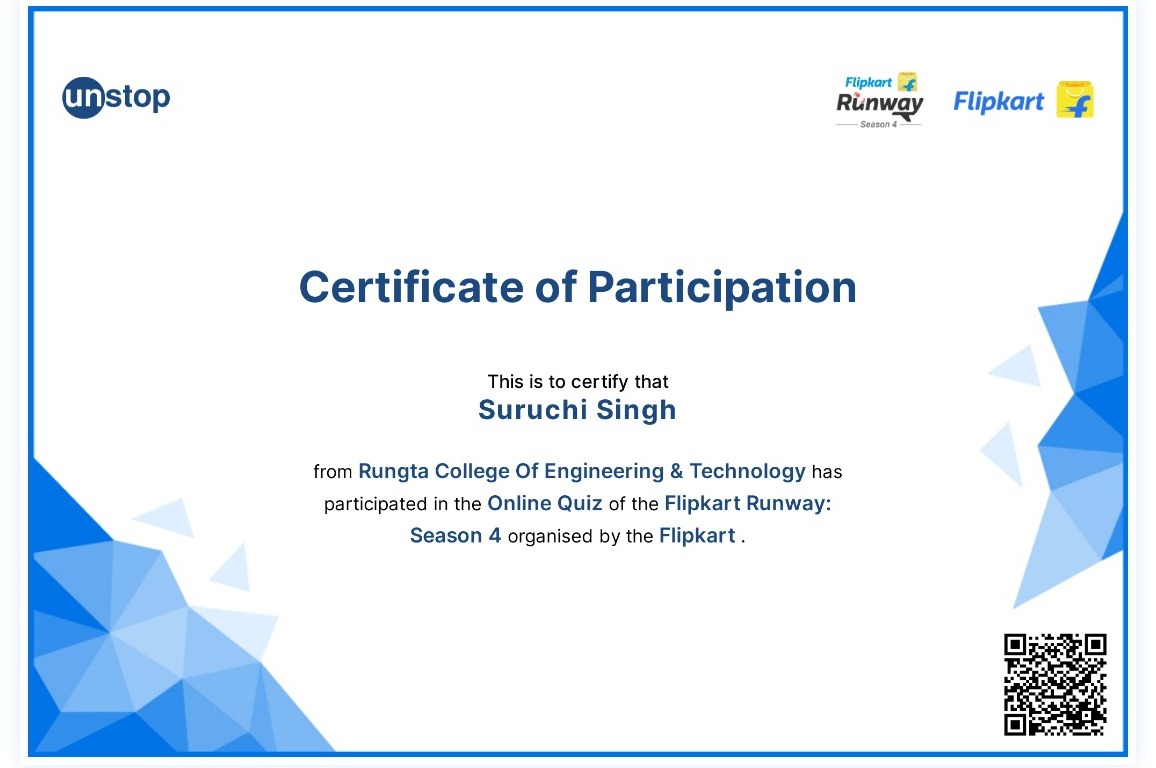 unstop
Flipkart
Runway
Season 4
Flipkart
Certificate of Participation
This is to certify that
Suruchi Singh
from Rungta College Of Engineering & Technology has
participated in the Online Quiz of the Flipkart Runway:
Season 4 organised by the Flipkart .